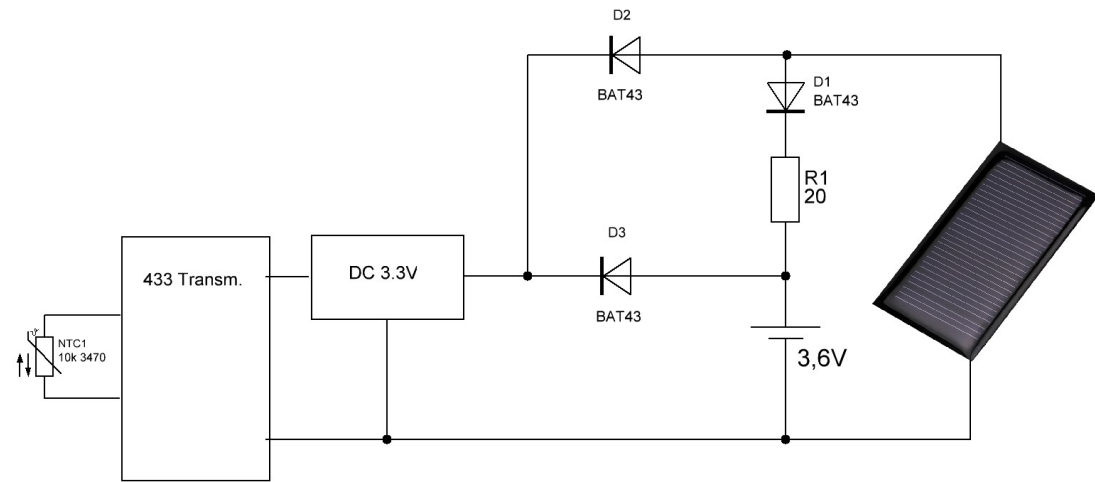 D2
BAT43
D1
BAT43
R1
20
D3
BAT43
433 Transm.
DC 3.3V
NTC1
10k 3470
3,6V